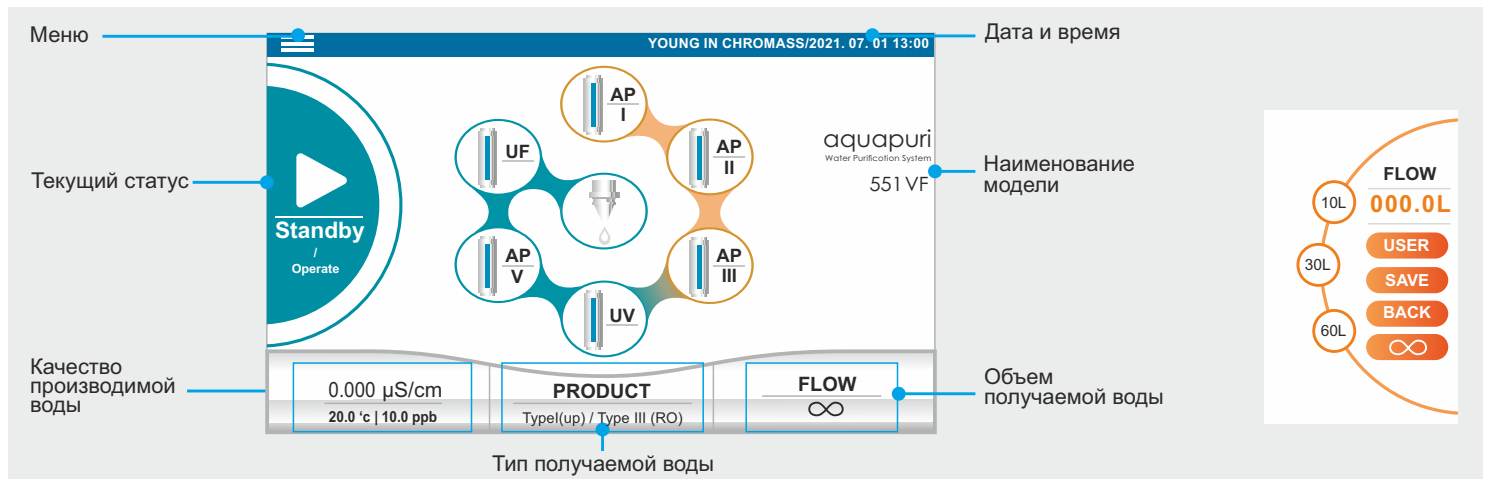 Меню
YOUNG IN CHROMASS/2021. 07. 01 13:00
Дата и время
AP
I
UF
AP
II
aquapuri
Water Purification System
551 VF
Наименование
модели
Текущий статус
Standby
/
Operate
AP
V
AP
III
UV
Качество
производимой
воды
0.000 µS/cm
20.0 ‘c | 10.0 ppb
PRODUCT
TypeI(up) / Type III (RO)
FLOW
∞
Объем
получаемой воды
Тип получаемой воды
FLOW
10L
000.0L
USER
30L
SAVE
BACK
60L
∞